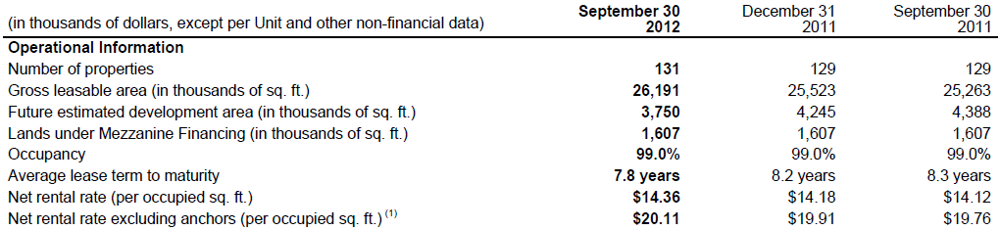 September 30 December 31 September 30
(in thousands of dollars, except per Unit and other non-financial data) 2012 2011 2011
Operational Information
Number of properties 131 129 129
Gross leasable area (in thousands of sq. ft.) 26,191 25,523 25,263
Future estimated development area (in thousands of sq. ft.) 3,750 4,245 4,388
Lands under Mezzanine Financing (in thousands of sq. ft.) 1,607 1,607 1,607
Occupancy 99.0% 99.0% 99.0%
Average lease term to maturity 7.8 years 8.2 years 8.3 years
Net rental rate (per occupied sq. ft.) $14.36 $14.18 $14.12
Net rental rate excluding anchors (per occupied sq. ft.) (1) $20.11 $19.91 $19.76